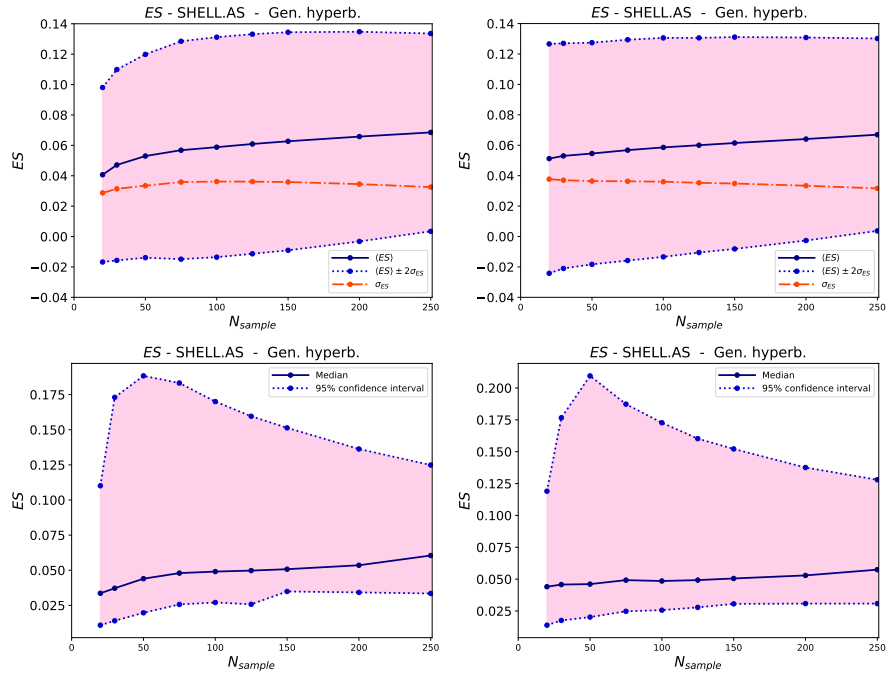 ES - SHELL.AS - Gen. hyperb.
0.14
0.12
0.10
0.08
0.06
0.04
0.02
0.00
−0.02
−0.04
ES
0
50
100
150
200
250
N_sample
⟨ES⟩
⟨ES⟩ ± 2σ_ES
σ_ES
ES - SHELL.AS - Gen. hyperb.
0.14
0.12
0.10
0.08
0.06
0.04
0.02
0.00
−0.02
−0.04
ES
0
50
100
150
200
250
N_sample
⟨ES⟩
⟨ES⟩ ± 2σ_ES
σ_ES
ES - SHELL.AS - Gen. hyperb.
0.175
0.150
0.125
0.100
0.075
0.050
0.025
ES
0
50
100
150
200
250
N_sample
Median
95% confidence interval
ES - SHELL.AS - Gen. hyperb.
0.200
0.175
0.150
0.125
0.100
0.075
0.050
0.025
ES
0
50
100
150
200
250
N_sample
Median
95% confidence interval